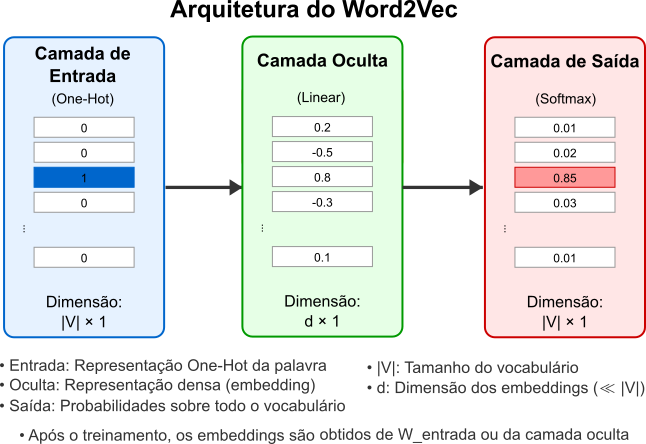 Arquitetura do Word2Vec
Camada de
Entrada
(One-Hot)
0
0
1
0
...
0
Dimensão:
|V| × 1
Camada Oculta
(Linear)
0.2
-0.5
0.8
-0.3
...
0.1
Dimensão:
d × 1
Camada de Saída
(Softmax)
0.01
0.02
0.85
0.03
...
0.01
Dimensão:
|V| × 1
• Entrada: Representação One-Hot da palavra
• Oculta: Representação densa (embedding)
• Saída: Probabilidades sobre todo o vocabulário
• |V|: Tamanho do vocabulário
• d: Dimensão dos embeddings (≪ |V|)
• Após o treinamento, os embeddings são obtidos de W_entrada ou da camada oculta